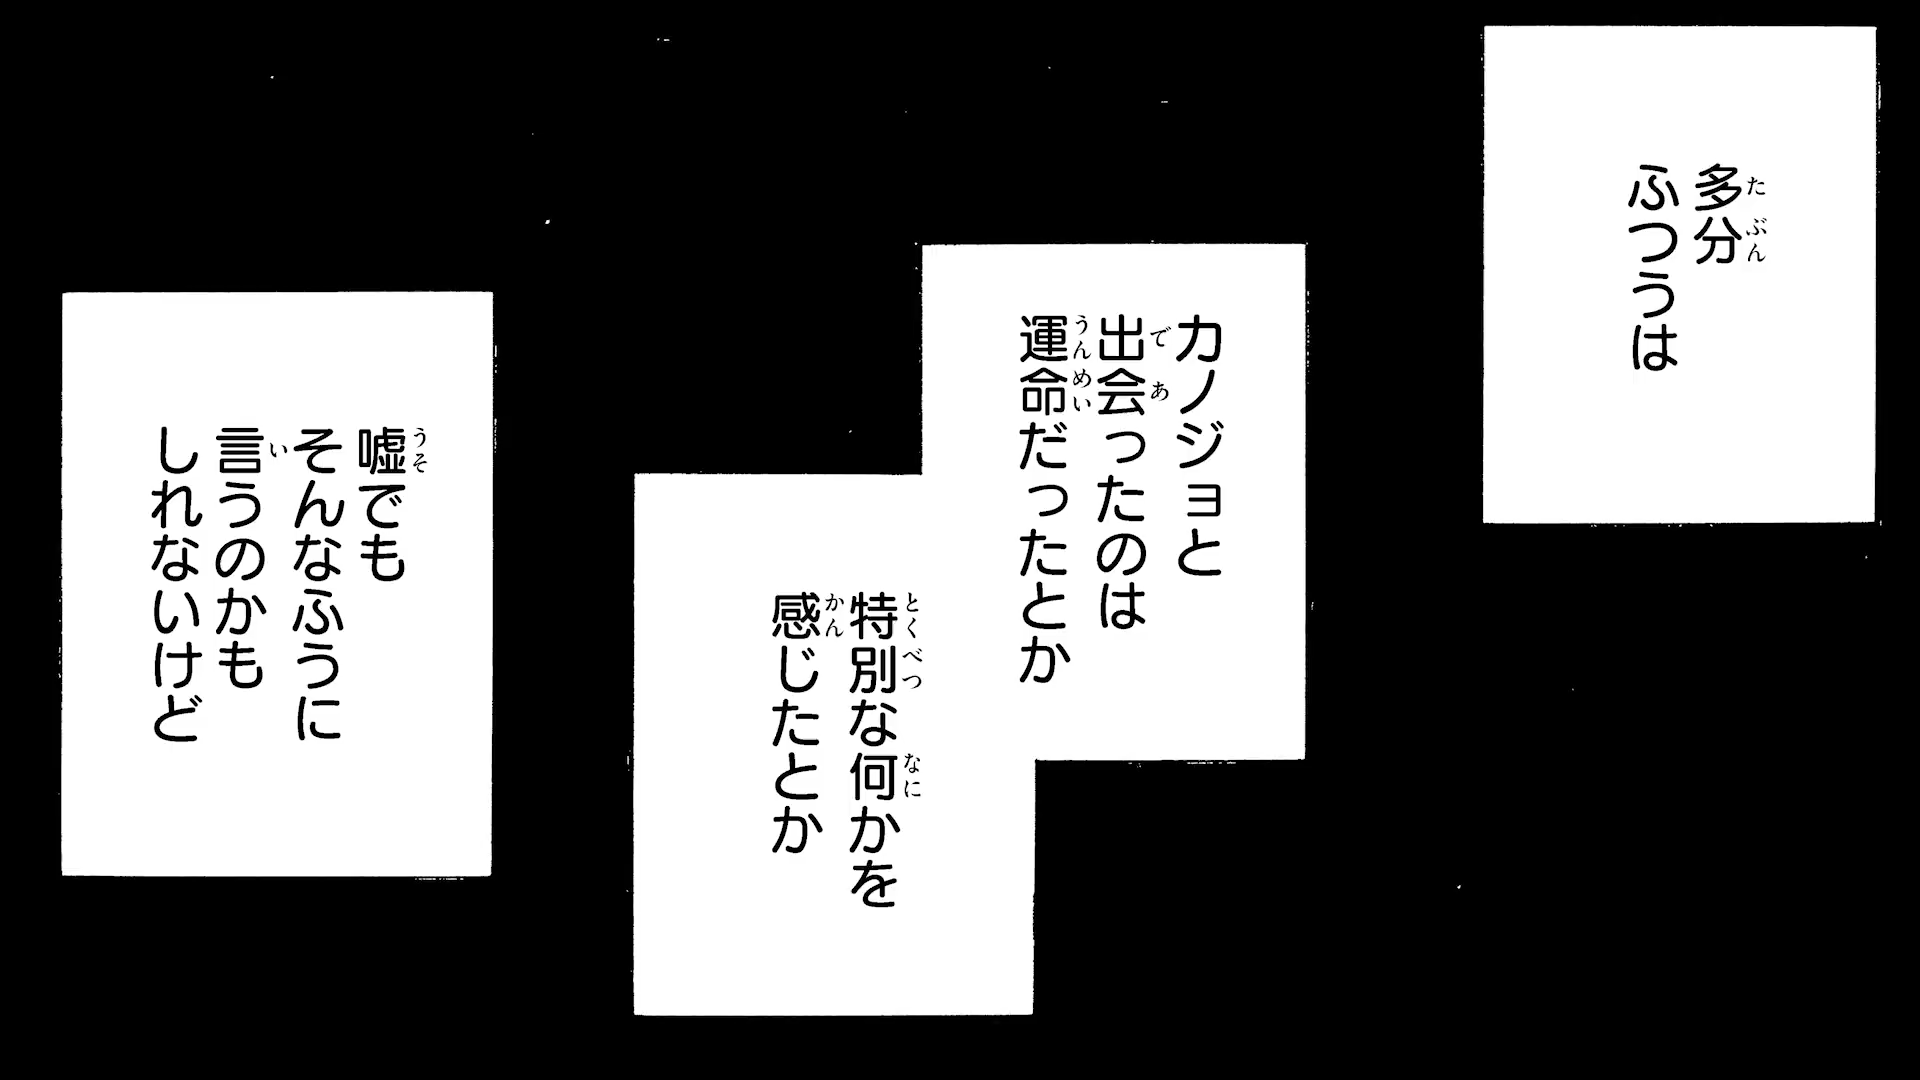 多分
ふつうは
カノジョと
出会ったのは
運命だったとか
特別な何かを
感じたとか
嘘でも
そんなふうに
言うのかも
しれないけど